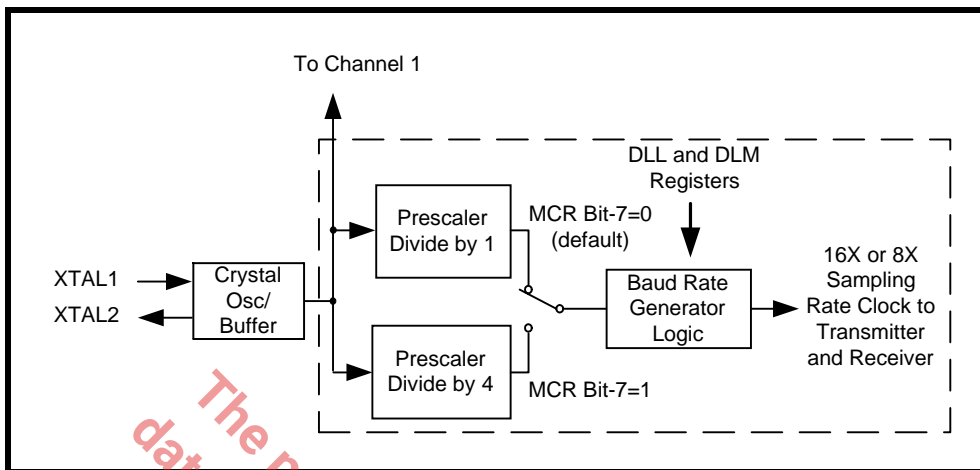 To Channel 1
DLL and DLM
Registers
Prescaler
Divide by 1
MCR Bit-7=0
(default)
XTAL1
XTAL2
Crystal
Osc/
Buffer
Baud Rate
Generator
Logic
16X or 8X
Sampling
Rate Clock to
Transmitter
and Receiver
Prescaler
Divide by 4
MCR Bit-7=1
The